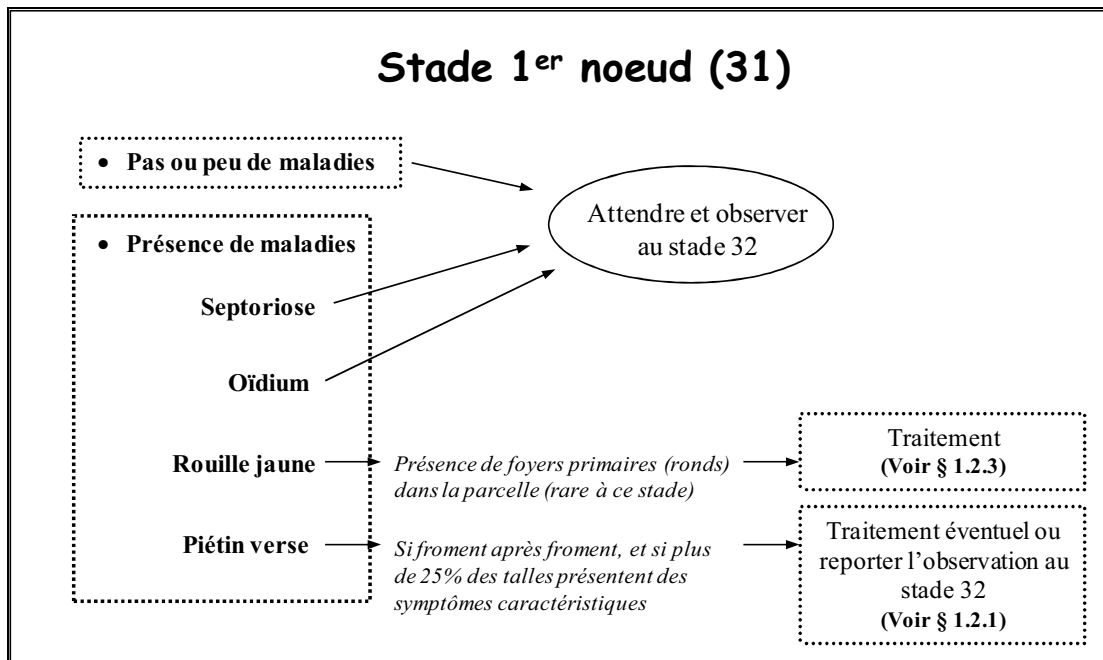 Stade 1er noeud (31)
• Pas ou peu de maladies
Attendre et observer
au stade 32
• Présence de maladies
Septoriose
Oïdium
Rouille jaune
Présence de foyers primaires (ronds)
dans la parcelle (rare à ce stade)
Traitement
(Voir § 1.2.3)
Piétin verse
Si froment après froment, et si plus
de 25% des talles présentent des
symptômes caractéristiques
Traitement éventuel ou
reporter l’observation au
stade 32
(Voir § 1.2.1)